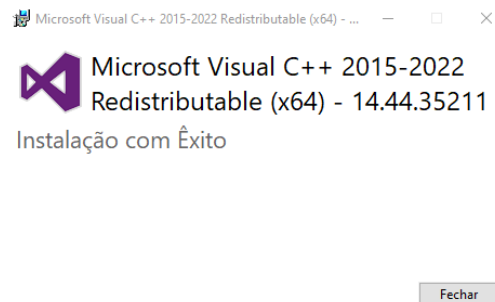 Microsoft Visual C++ 2015-2022 Redistributable (x64) - ...
Microsoft Visual C++ 2015-2022
Redistributable (x64) - 14.44.35211
Instalação com Êxito
Fechar